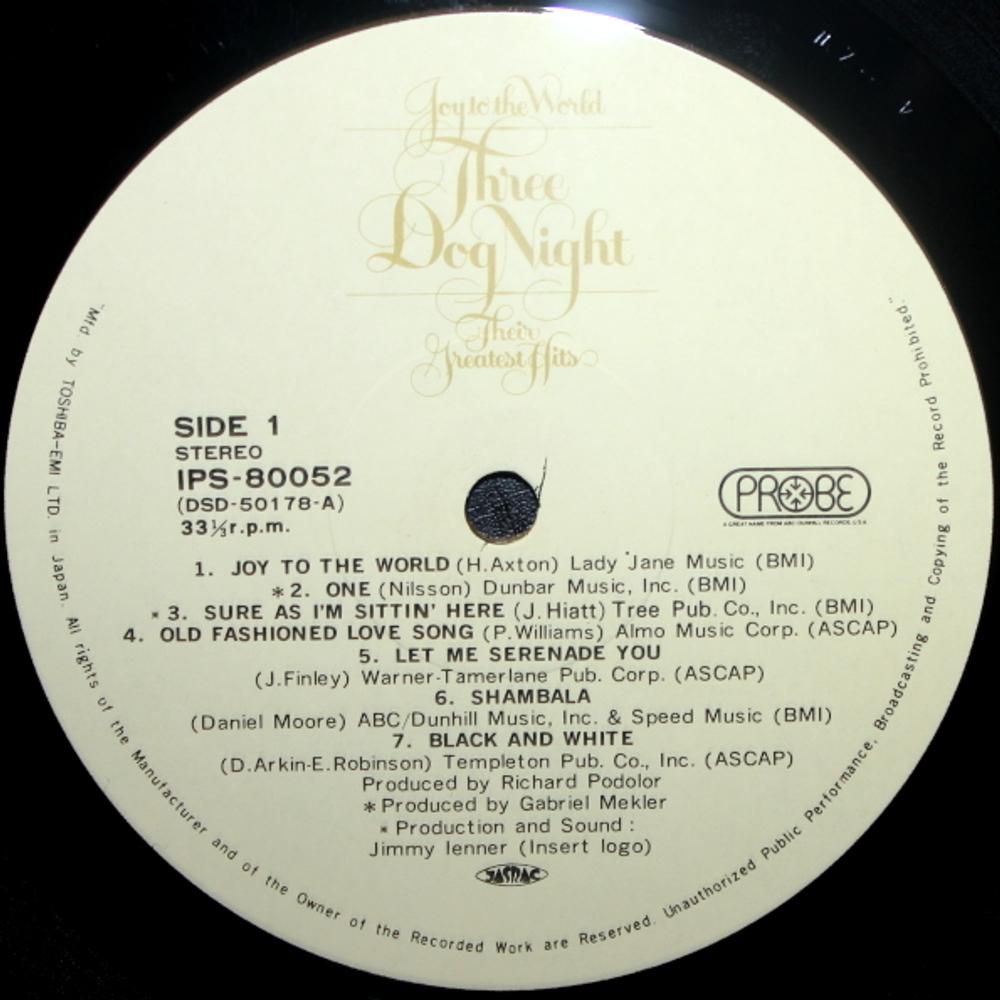 Joy to the World
Three
Dog Night
Their
Greatest Hits
SIDE 1
STEREO
IPS-80052
(DSD-50178-A)
33⅓r.p.m.
PROBE
A GREAT NAME FROM ABC-DUNHILL RECORDS, U.S.A
1. JOY TO THE WORLD (H.Axton) Lady Jane Music (BMI)
*2. ONE (Nilsson) Dunbar Music, Inc. (BMI)
*3. SURE AS I'M SITTIN' HERE (J.Hiatt) Tree Pub. Co., Inc. (BMI)
4. OLD FASHIONED LOVE SONG (P.Williams) Almo Music Corp. (ASCAP)
5. LET ME SERENADE YOU
(J.Finley) Warner-Tamerlane Pub. Corp. (ASCAP)
6. SHAMBALA
(Daniel Moore) ABC/Dunhill Music, Inc. & Speed Music (BMI)
7. BLACK AND WHITE
(D.Arkin-E.Robinson) Templeton Pub. Co., Inc. (ASCAP)
Produced by Richard Podolor
*Produced by Gabriel Mekler
* Production and Sound :
Jimmy Ienner (Insert logo)
JASRAC
"Mfd. by TOSHIBA-EMI LTD. in Japan. All rights of the Manufacturer and of the Owner of the Recorded Work are Reserved. Unauthorized Public Performance, Broadcasting and Copying of the Record Prohibited."